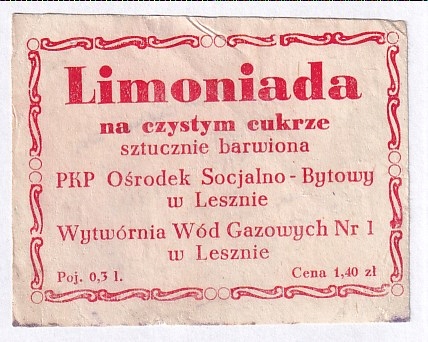 Limoniada
na czystym cukrze
sztucznie barwiona
PKP Ośrodek Socjalno-Bytowy
w Lesznie
Wytwórnia Wód Gazowych Nr 1
w Lesznie
Poj. 0,3 l. Cena 1,40 zł